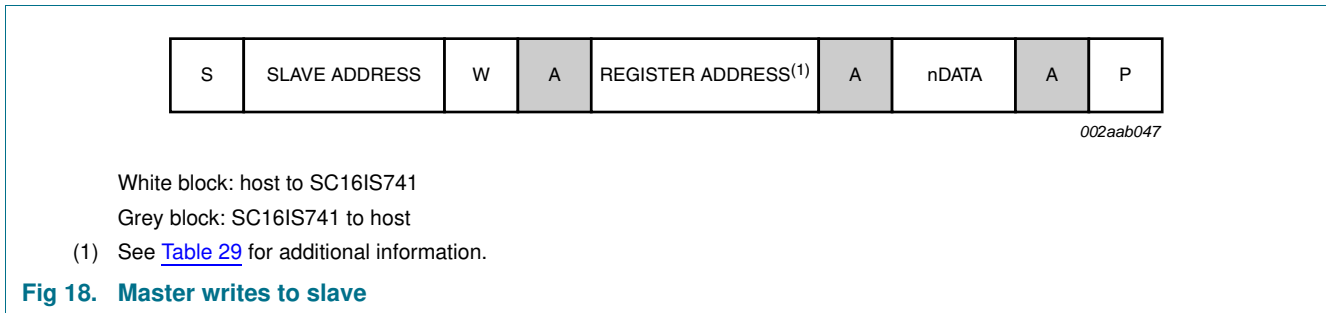 S SLAVE ADDRESS W A REGISTER ADDRESS(1) A nDATA A P
002aab047
White block: host to SC16IS741
Grey block: SC16IS741 to host
(1) See Table 29 for additional information.
Fig 18. Master writes to slave